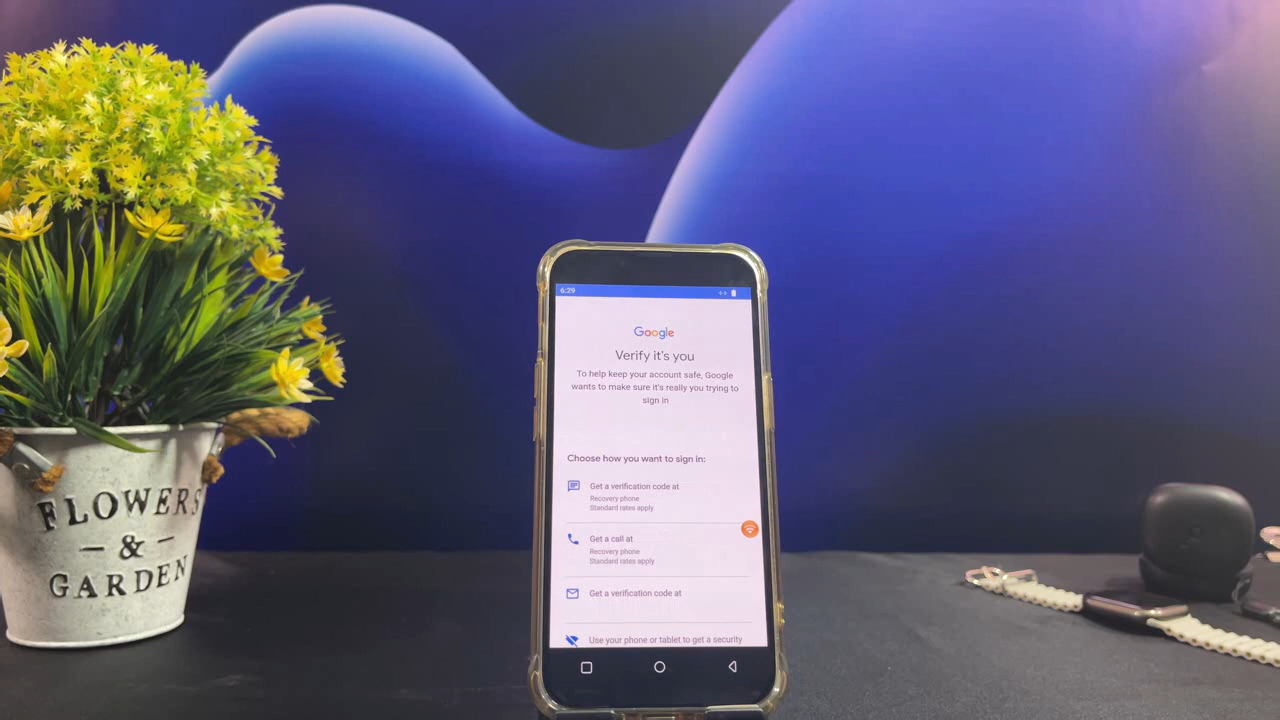 FLOWERS
- & -
GARDEN
6:29
Google
Verify it's you
To help keep your account safe, Google
wants to make sure it's really you trying to
sign in
Choose how you want to sign in:
Get a verification code at
Recovery phone
Standard rates apply
Get a call at
Recovery phone
Standard rates apply
Get a verification code at
Use your phone or tablet to get a security